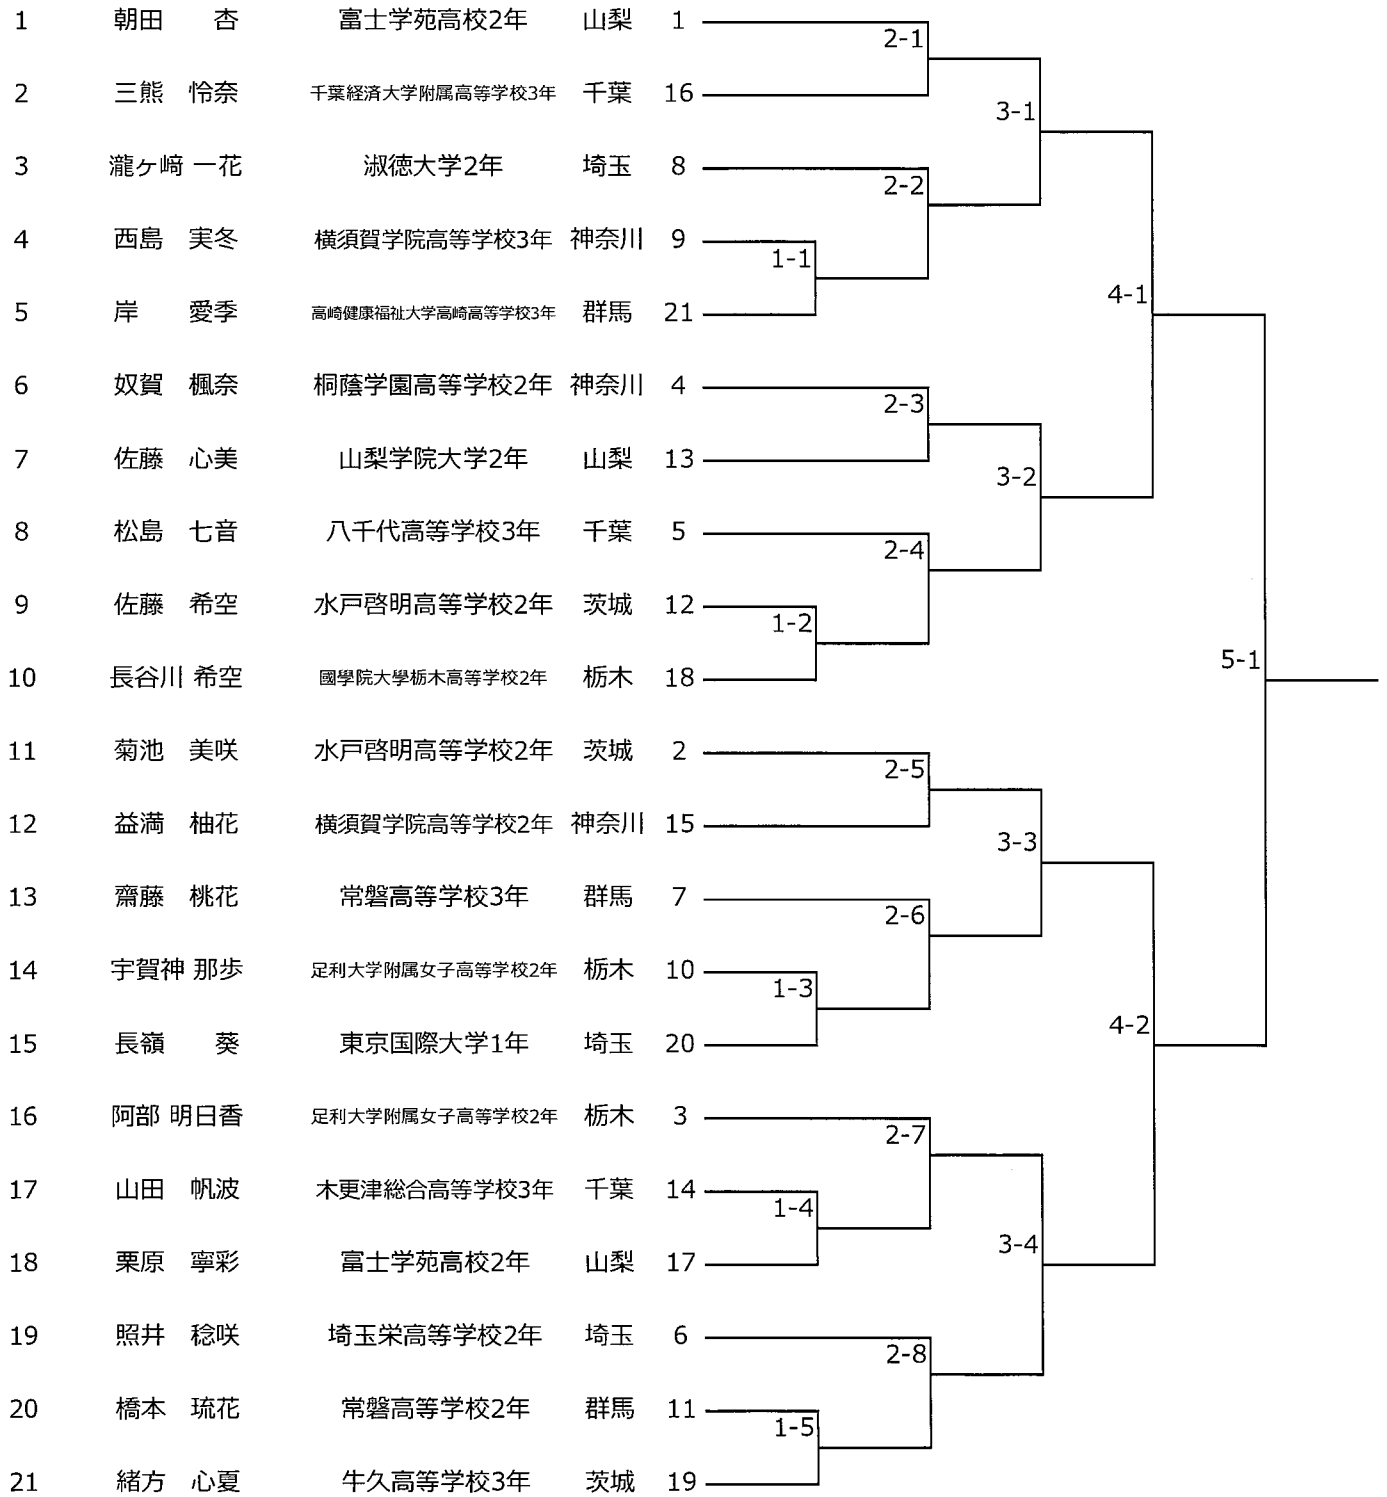 1 朝田 杏 富士学苑高校2年 山梨 1
2-1
2 三熊 怜奈 千葉経済大学附属高等学校3年 千葉 16
3-1
3 瀧ヶ﨑 一花 淑徳大学2年 埼玉 8
2-2
4 西島 実冬 横須賀学院高等学校3年 神奈川 9
1-1
4-1
5 岸 愛季 高崎健康福祉大学高崎高等学校3年 群馬 21
6 奴賀 楓奈 桐蔭学園高等学校2年 神奈川 4
2-3
7 佐藤 心美 山梨学院大学2年 山梨 13
3-2
8 松島 七音 八千代高等学校3年 千葉 5
2-4
9 佐藤 希空 水戸啓明高等学校2年 茨城 12
1-2
5-1
10 長谷川 希空 國學院大學栃木高等学校2年 栃木 18
11 菊池 美咲 水戸啓明高等学校2年 茨城 2
2-5
12 益満 柚花 横須賀学院高等学校2年 神奈川 15
3-3
13 齋藤 桃花 常磐高等学校3年 群馬 7
2-6
14 宇賀神 那歩 足利大学附属女子高等学校2年 栃木 10
1-3
4-2
15 長嶺 葵 東京国際大学1年 埼玉 20
16 阿部 明日香 足利大学附属女子高等学校2年 栃木 3
2-7
17 山田 帆波 木更津総合高等学校3年 千葉 14
1-4
3-4
18 栗原 寧彩 富士学苑高校2年 山梨 17
19 照井 稔咲 埼玉栄高等学校2年 埼玉 6
2-8
20 橋本 琉花 常磐高等学校2年 群馬 11
1-5
21 緒方 心夏 牛久高等学校3年 茨城 19